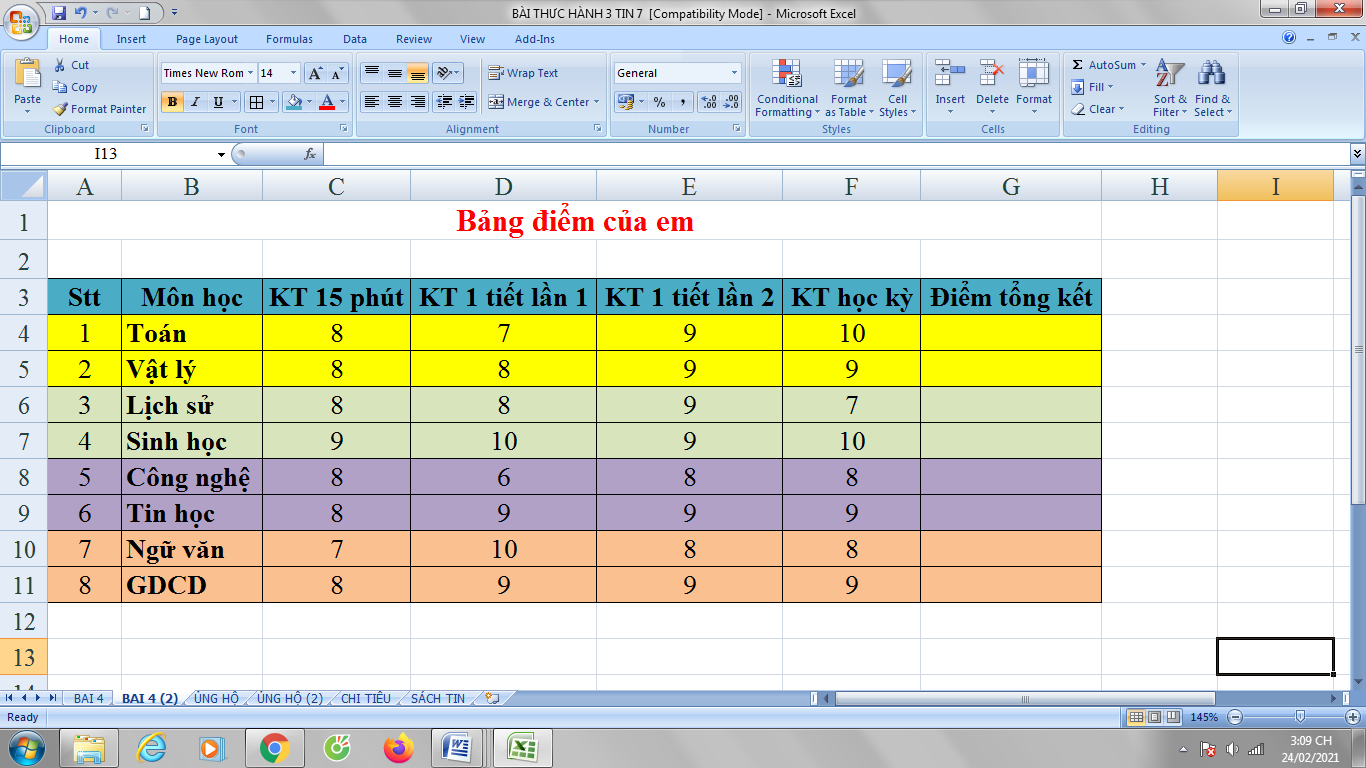 BÀI THỰC HÀNH 3 TIN 7 [Compatibility Mode] - Microsoft Excel
Home Insert Page Layout Formulas Data Review View Add-Ins
Paste Cut Copy Format Painter Clipboard
Times New Rom 14 B I U A A A Font
Wrap Text Merge & Center Alignment
General % , .00 .0 Number
Conditional Formatting Format as Table Cell Styles Styles
Insert Delete Format Cells
Σ AutoSum Fill Clear Sort & Filter Find & Select Editing
I13 fx
A B C D E F G H I
1 Bảng điểm của em
2
3 Stt Môn học KT 15 phút KT 1 tiết lần 1 KT 1 tiết lần 2 KT học kỳ Điểm tổng kết
4 1 Toán 8 7 9 10
5 2 Vật lý 8 8 9 9
6 3 Lịch sử 8 8 9 7
7 4 Sinh học 9 10 9 10
8 5 Công nghệ 8 6 8 8
9 6 Tin học 8 9 9 9
10 7 Ngữ văn 7 10 8 8
11 8 GDCD 8 9 9 9
12
13
14
BAI 4 BAI 4 (2) ỦNG HỘ ỦNG HỘ (2) CHI TIÊU SÁCH TIN
Ready 145%
3:09 CH
24/02/2021